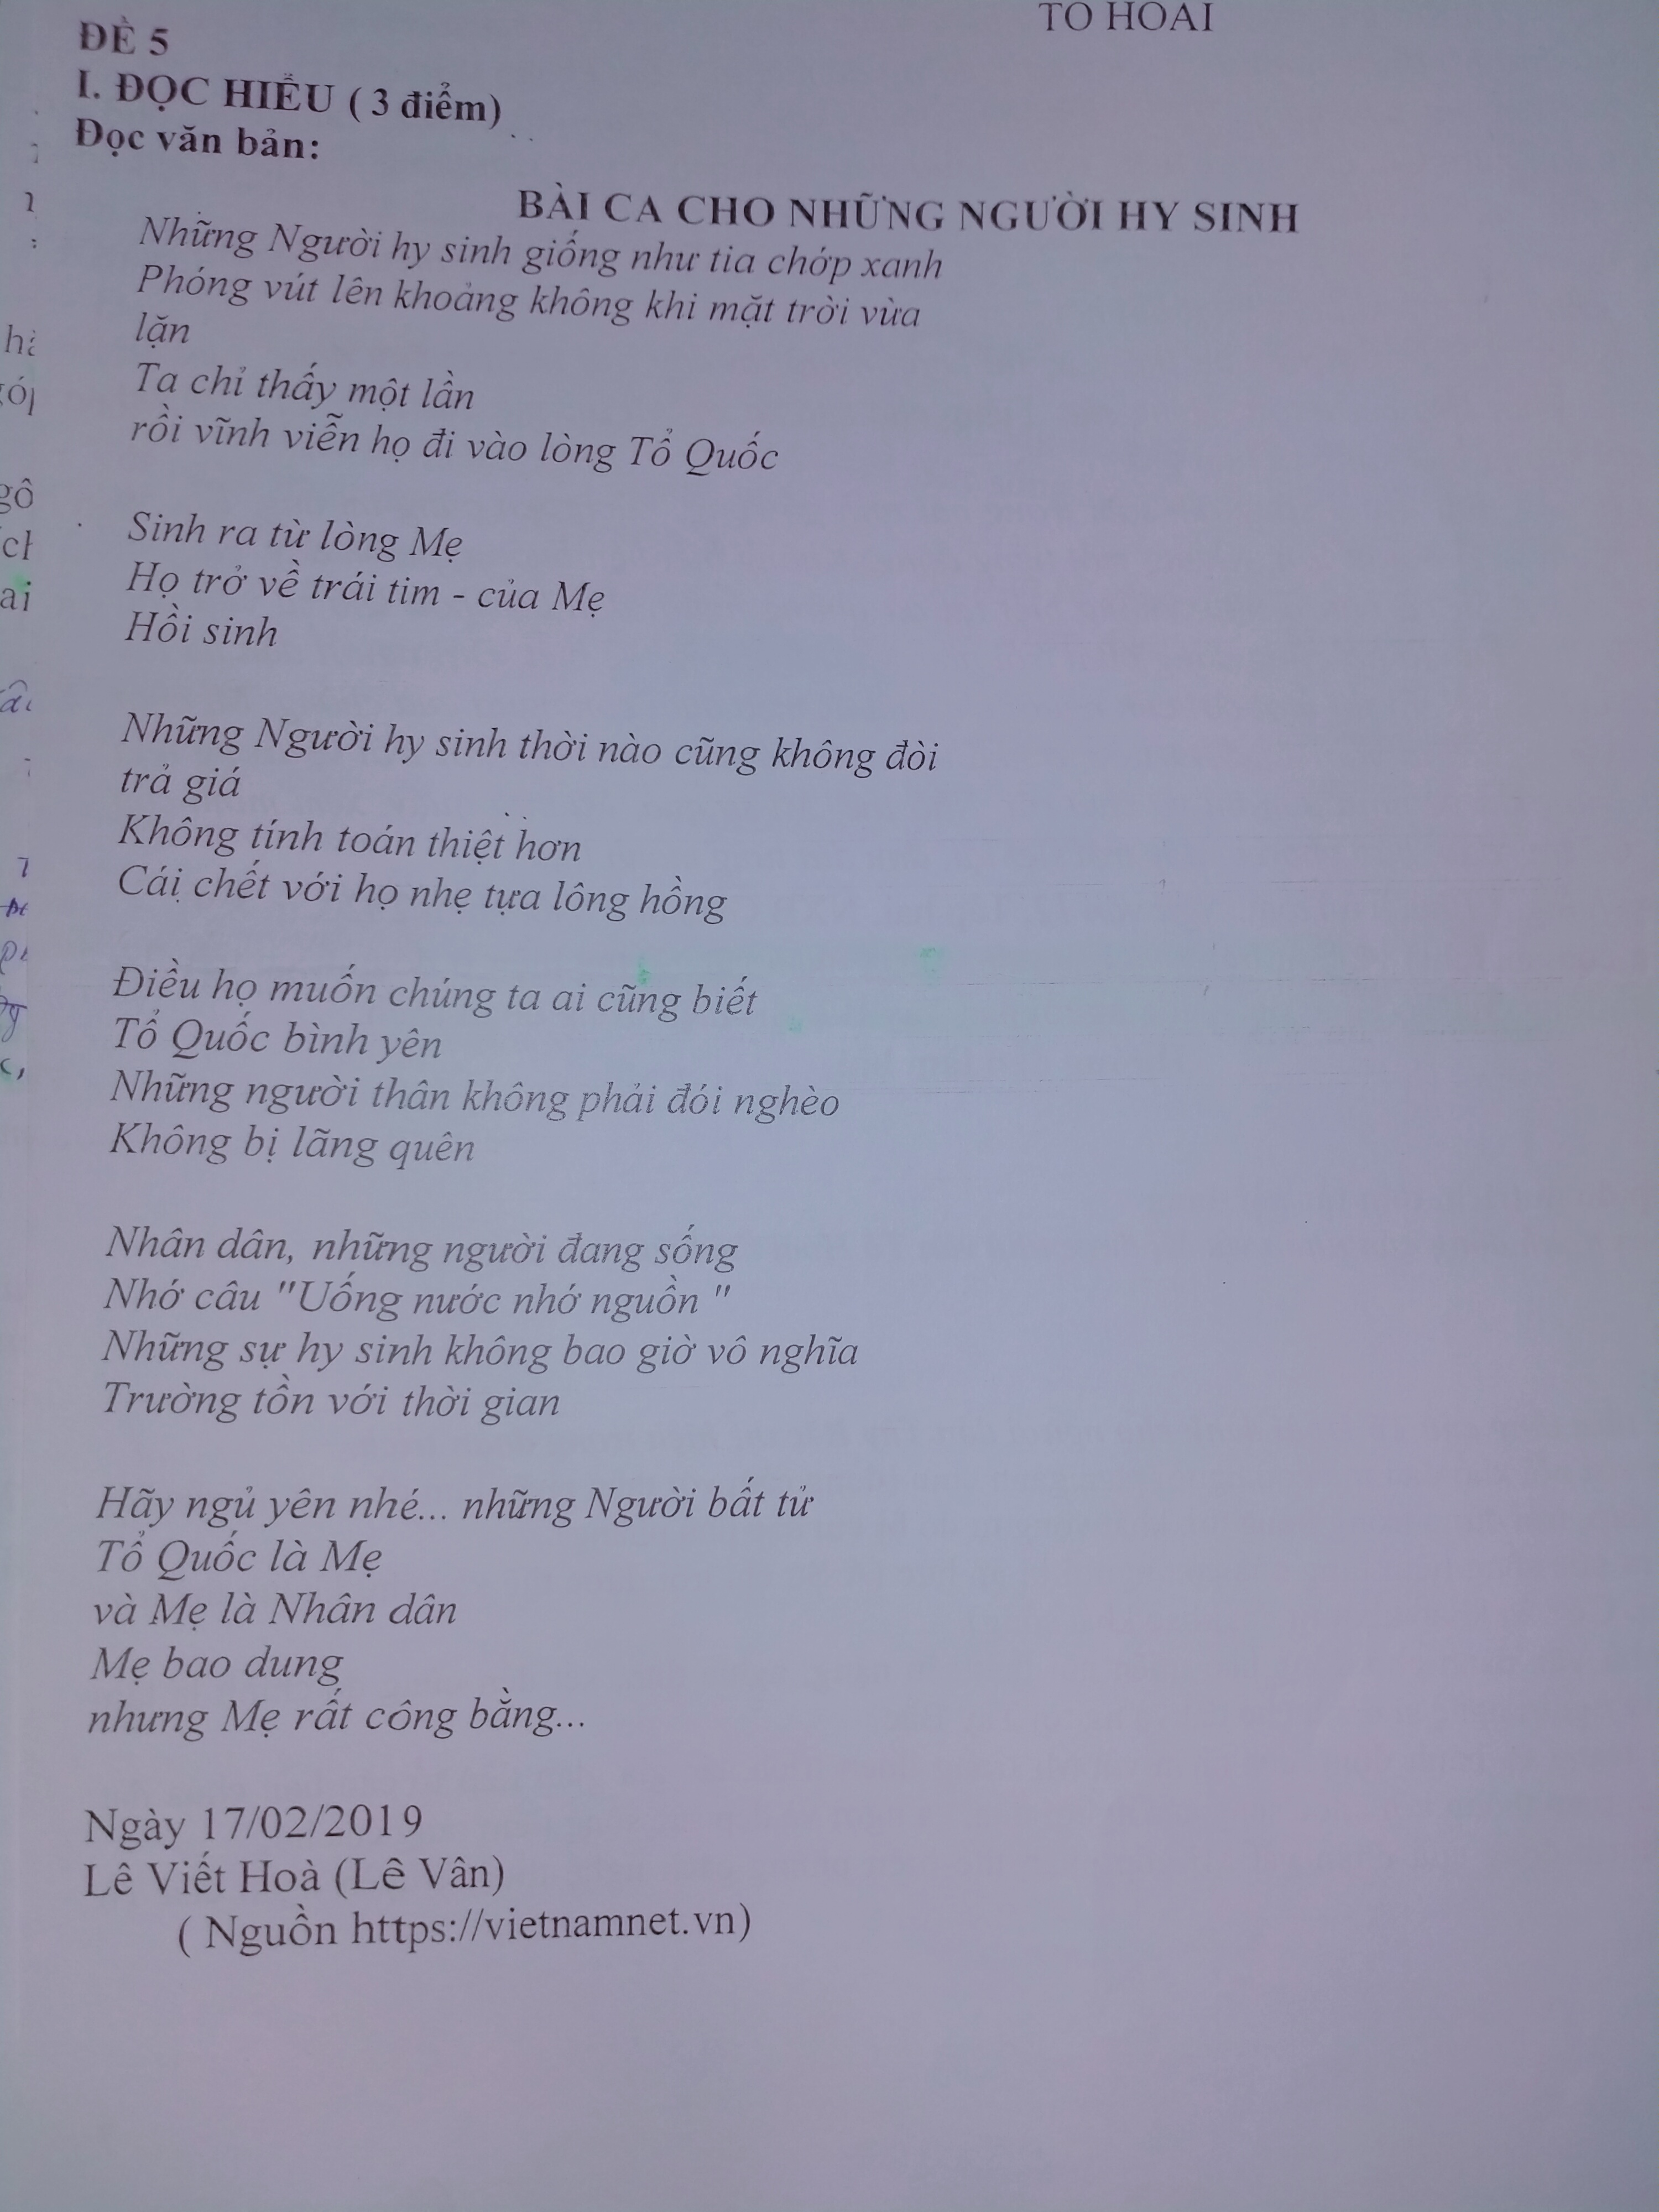 TÔ HOÀI
ĐỀ 5
I. ĐỌC HIỂU ( 3 điểm)
Đọc văn bản:
BÀI CA CHO NHỮNG NGƯỜI HY SINH
Những Người hy sinh giống như tia chớp xanh
Phóng vút lên khoảng không khi mặt trời vừa
lặn
Ta chỉ thấy một lần
rồi vĩnh viễn họ đi vào lòng Tổ Quốc
Sinh ra từ lòng Mẹ
Họ trở về trái tim - của Mẹ
Hồi sinh
Những Người hy sinh thời nào cũng không đòi
trả giá
Không tính toán thiệt hơn
Cái chết với họ nhẹ tựa lông hồng
Điều họ muốn chúng ta ai cũng biết
Tổ Quốc bình yên
Những người thân không phải đói nghèo
Không bị lãng quên
Nhân dân, những người đang sống
Nhớ câu "Uống nước nhớ nguồn "
Những sự hy sinh không bao giờ vô nghĩa
Trường tồn với thời gian
Hãy ngủ yên nhé... những Người bất tử
Tổ Quốc là Mẹ
và Mẹ là Nhân dân
Mẹ bao dung
nhưng Mẹ rất công bằng...
Ngày 17/02/2019
Lê Viết Hoà (Lê Vân)
( Nguồn https://vietnamnet.vn)